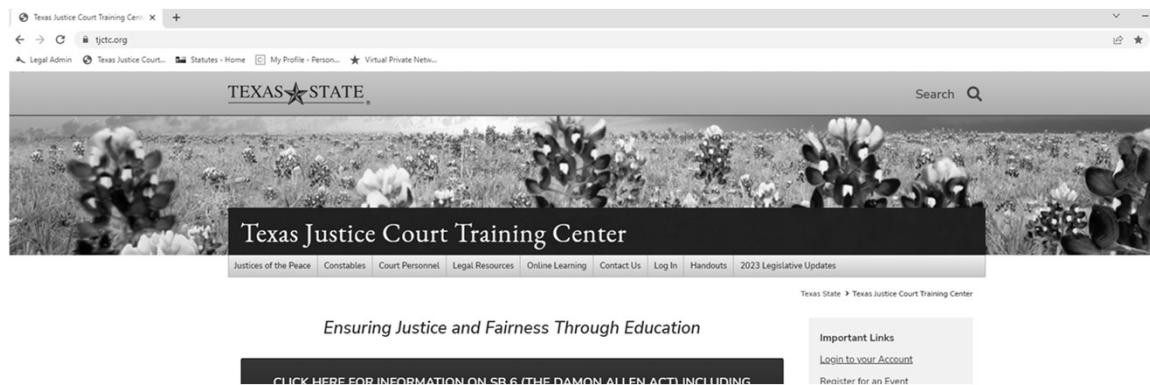 Texas Justice Court Training Cen
tjctc.org
Legal Admin Texas Justice Court... Statutes - Home My Profile - Person... Virtual Private Netw...
TEXAS STATE ®
Search
Texas Justice Court Training Center
Justices of the Peace Constables Court Personnel Legal Resources Online Learning Contact Us Log In Handouts 2023 Legislative Updates
Texas State > Texas Justice Court Training Center
Ensuring Justice and Fairness Through Education
Important Links
Login to your Account
CLICK HERE FOR INFORMATION ON SB 6 (THE DAMON ALLEN ACT) INCLUDING
Register for an Event